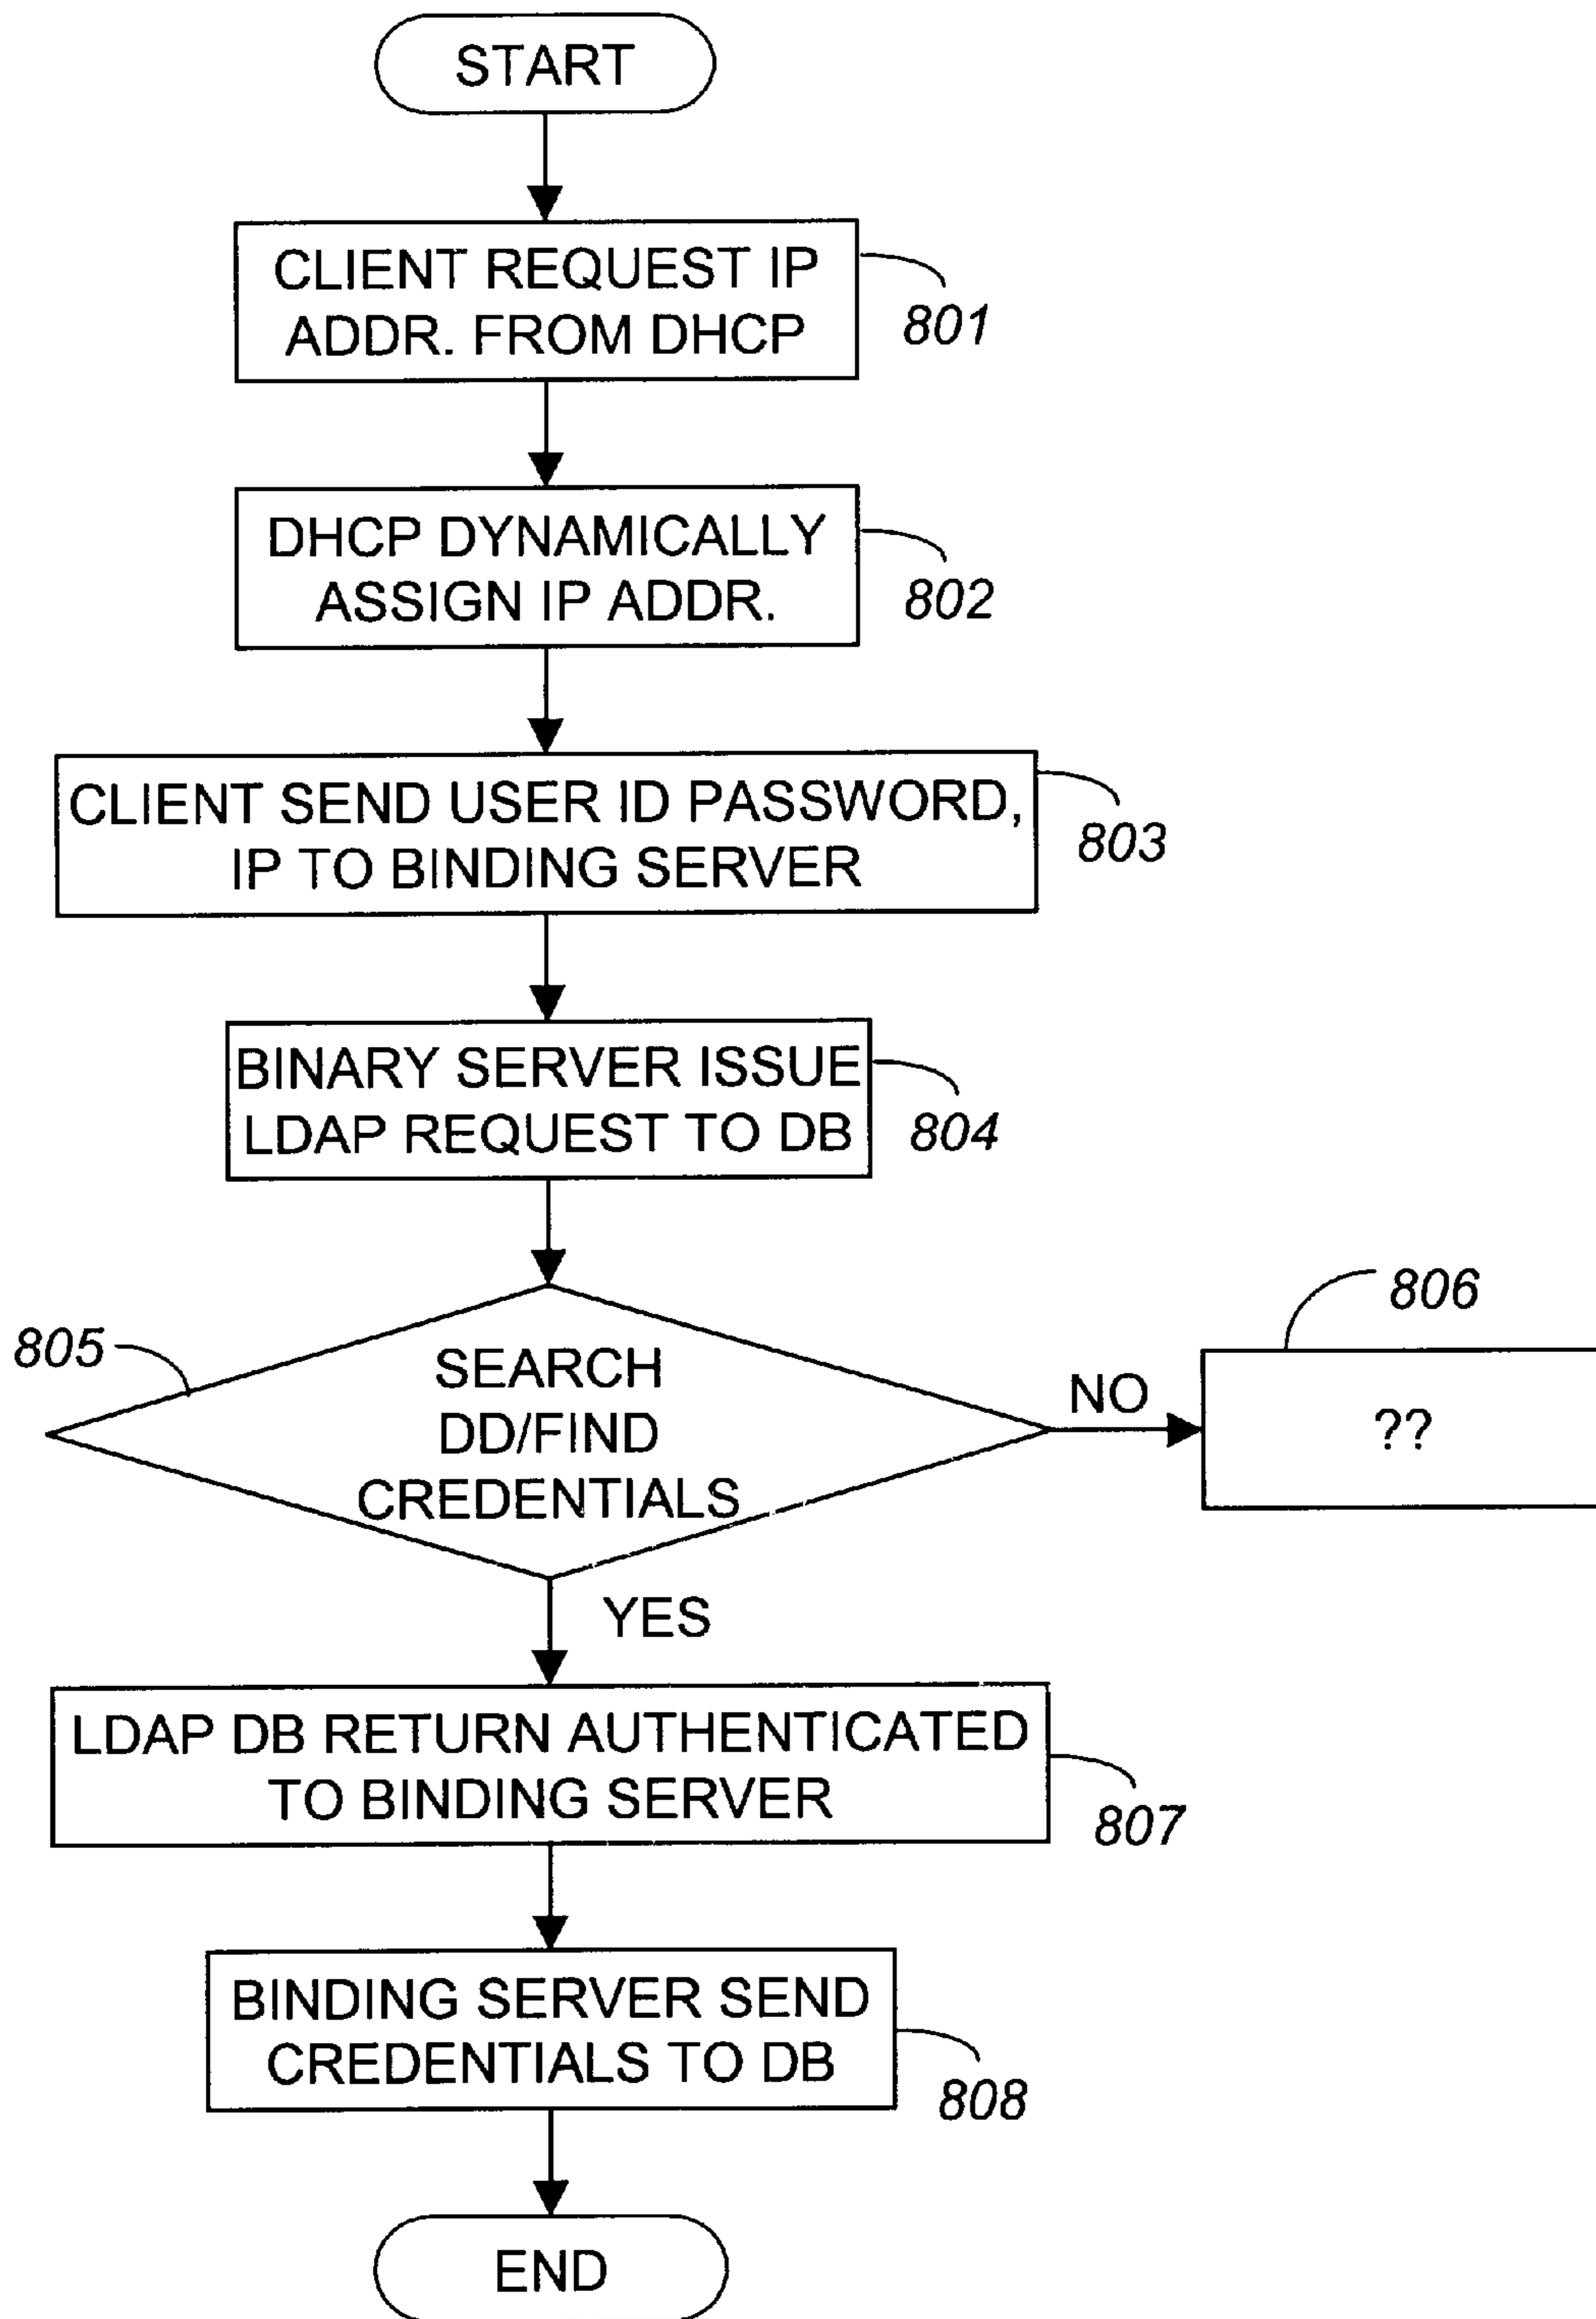 START
CLIENT REQUEST IP
ADDR. FROM DHCP
801
DHCP DYNAMICALLY
ASSIGN IP ADDR.
802
CLIENT SEND USER ID PASSWORD,
IP TO BINDING SERVER
803
BINARY SERVER ISSUE
LDAP REQUEST TO DB
804
805
SEARCH
DD/FIND
CREDENTIALS
NO
806
??
YES
LDAP DB RETURN AUTHENTICATED
TO BINDING SERVER
807
BINDING SERVER SEND
CREDENTIALS TO DB
808
END